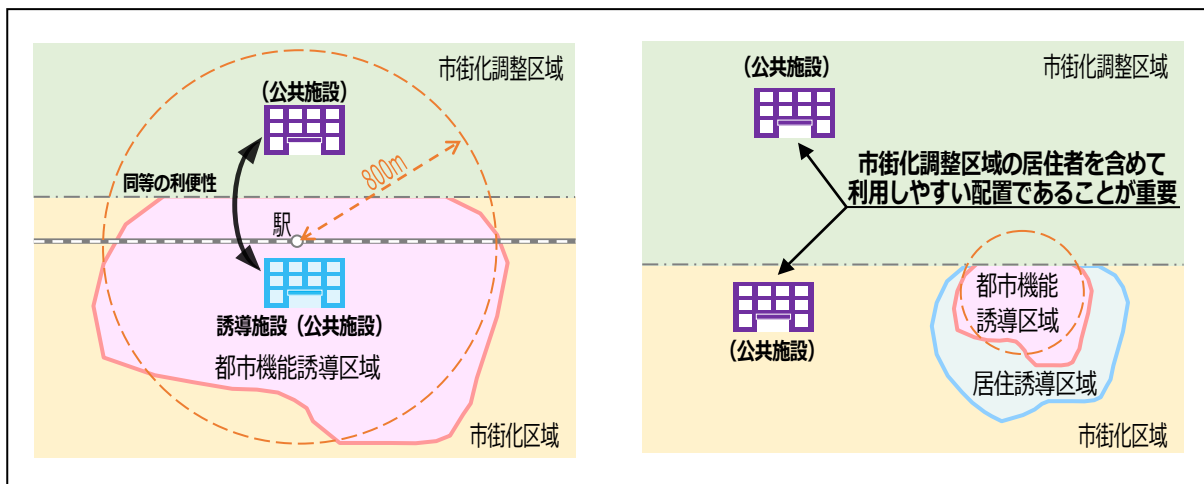 市街化調整区域
（公共施設）
同等の利便性
800m
駅
誘導施設（公共施設）
都市機能誘導区域
市街化区域
市街化調整区域
（公共施設）
市街化調整区域の居住者を含めて
利用しやすい配置であることが重要
（公共施設）
都市機能
誘導区域
居住誘導区域
市街化区域